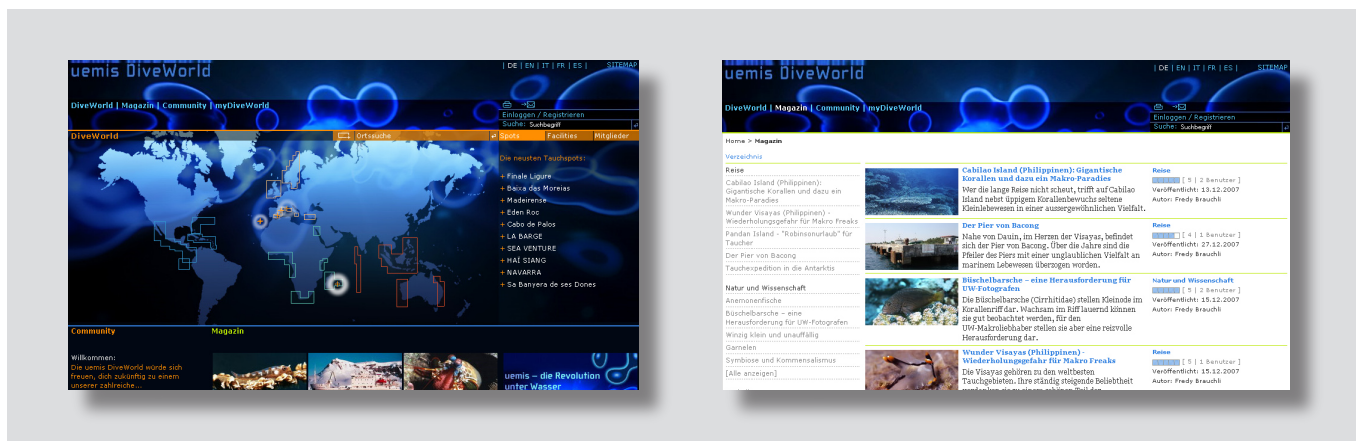 uemis DiveWorld
| DE | EN | IT | FR | ES |
SITEMAP
DiveWorld | Magazin | Community | myDiveWorld
Einloggen / Registrieren
Suche: Suchbegriff
DiveWorld
Ortssuche
Spots
Facilities
Mitglieder
Die neusten Tauchspots:
+ Finale Ligure
+ Baixa das Moreias
+ Madeirense
+ Eden Roc
+ Cabo de Palos
+ LA BARGE
+ SEA VENTURE
+ HAÏ SIANG
+ NAVARRA
+ Sa Banyera de ses Dones
Community
Magazin
Willkommen:
Die uemis DiveWorld würde sich
freuen, dich zukünftig zu einem
unserer zahlreiche...
uemis – die Revolution
unter Wasser
uemis DiveWorld
| DE | EN | IT | FR | ES |
SITEMAP
DiveWorld | Magazin | Community | myDiveWorld
Einloggen / Registrieren
Suche: Suchbegriff
Home > Magazin
Verzeichnis
Reise
Cabilao Island (Philippinen):
Gigantische Korallen und dazu ein
Makro-Paradies
Wunder Visayas (Philippinen) -
Wiederholungsgefahr für Makro Freaks
Pandan Island - "Robinsonurlaub" für
Taucher
Der Pier von Bacong
Tauchexpedition in die Antarktis
Natur und Wissenschaft
Anemonenfische
Büschelbarsche – eine
Herausforderung für UW-Fotografen
Winzig klein und unauffällig
Garnelen
Symbiose und Kommensalismus
[Alle anzeigen]
Cabilao Island (Philippinen): Gigantische
Korallen und dazu ein Makro-Paradies
Wer die lange Reise nicht scheut, trifft auf Cabilao
Island nebst üppigem Korallenbewuchs seltene
Kleinlebewesen in einer aussergewöhnlichen Vielfalt.
Reise
[ 5 | 2 Benutzer ]
Veröffentlicht: 13.12.2007
Autor: Fredy Brauchli
Der Pier von Bacong
Nahe von Dauin, im Herzen der Visayas, befindet
sich der Pier von Bacong. Über die Jahre sind die
Pfeiler des Piers mit einer unglaublichen Vielfalt an
marinem Lebewesen überzogen worden.
Reise
[ 4 | 1 Benutzer ]
Veröffentlicht: 27.12.2007
Autor: Fredy Brauchli
Büschelbarsche – eine Herausforderung für
UW-Fotografen
Die Büschelbarsche (Cirrhitidae) stellen Kleinode im
Korallenriff dar. Wachsam im Riff lauernd können
sie gut beobachtet werden, für den
UW-Makroliebhaber stellen sie aber eine reizvolle
Herausforderung dar.
Natur und Wissenschaft
[ 5 | 2 Benutzer ]
Veröffentlicht: 15.12.2007
Autor: Fredy Brauchli
Wunder Visayas (Philippinen) -
Wiederholungsgefahr für Makro Freaks
Die Visayas gehören zu den weltbesten
Tauchgebieten. Ihre ständig steigende Beliebtheit
Reise
[ 5 | 1 Benutzer ]
Veröffentlicht: 15.12.2007
Autor: Fredy Brauchli